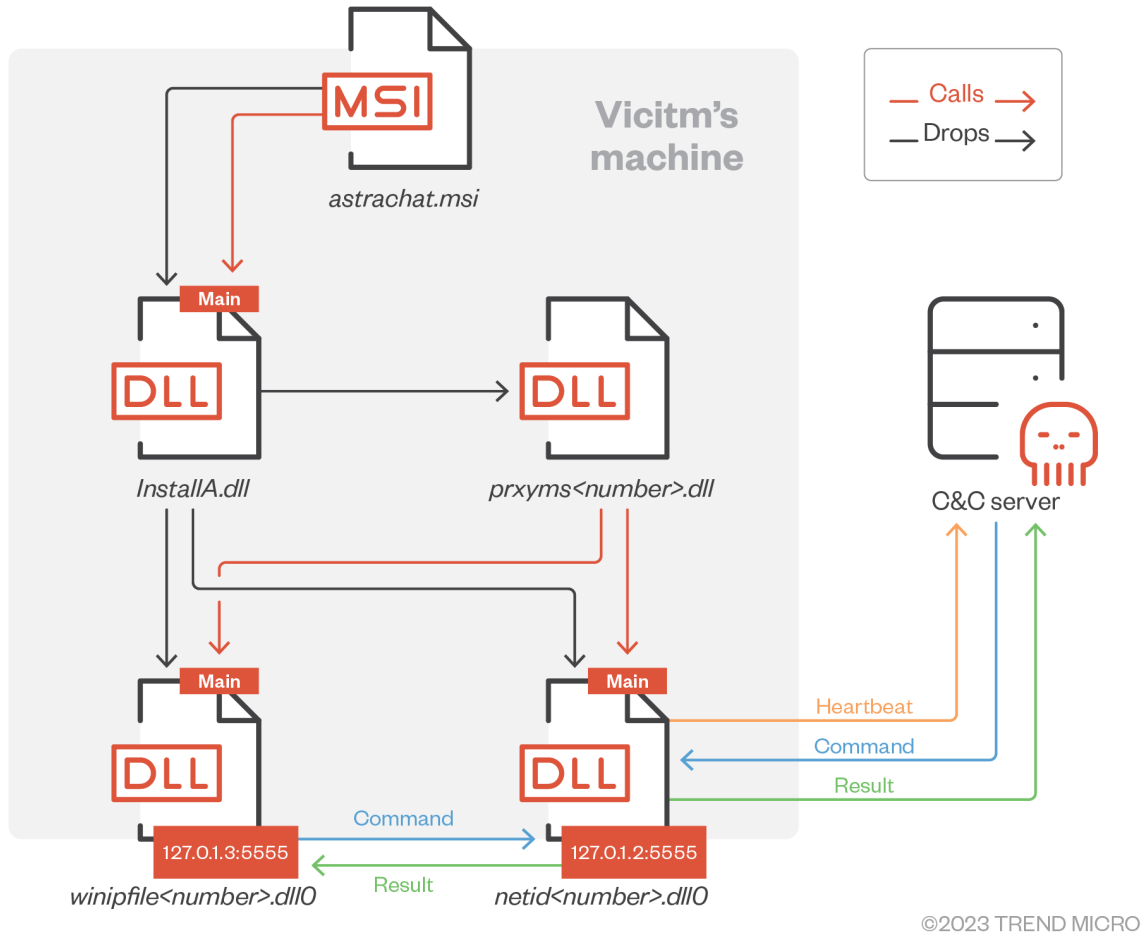 MSI
astrachat.msi
Vicitm's
machine
Calls
Drops
Main
DLL
InstallA.dll
DLL
prxyms<number>.dll
C&C server
Main
DLL
127.0.1.3:5555
winipfile<number>.dll0
Main
DLL
127.0.1.2:5555
netid<number>.dll0
Command
Result
Heartbeat
Command
Result
©2023 TREND MICRO